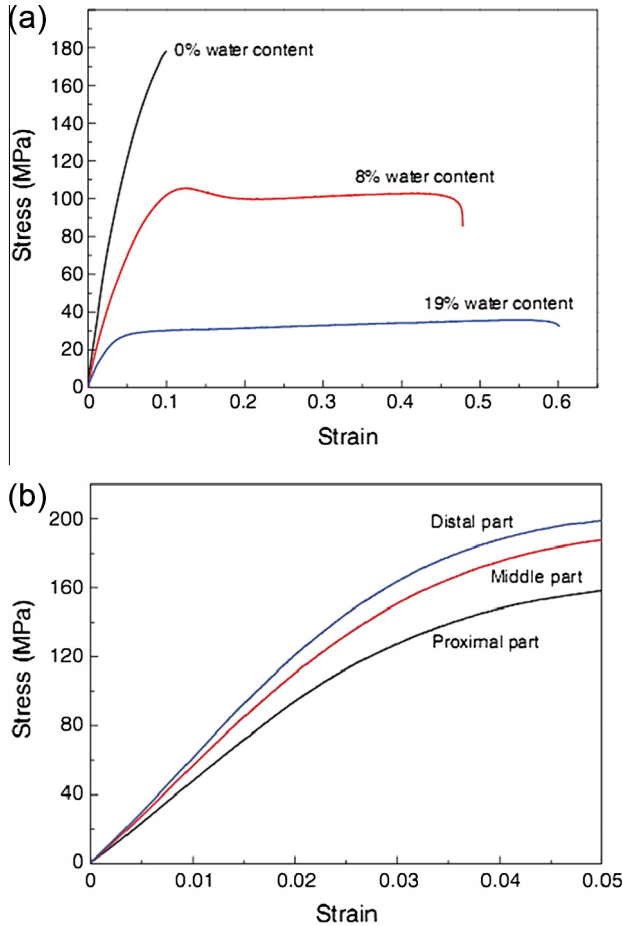 (a)
180
160
140
120
100
80
60
40
20
0
Stress (MPa)
0% water content
8% water content
19% water content
0 0.1 0.2 0.3 0.4 0.5 0.6
Strain
(b)
200
160
120
80
40
0
Stress (MPa)
Distal part
Middle part
Proximal part
0 0.01 0.02 0.03 0.04 0.05
Strain